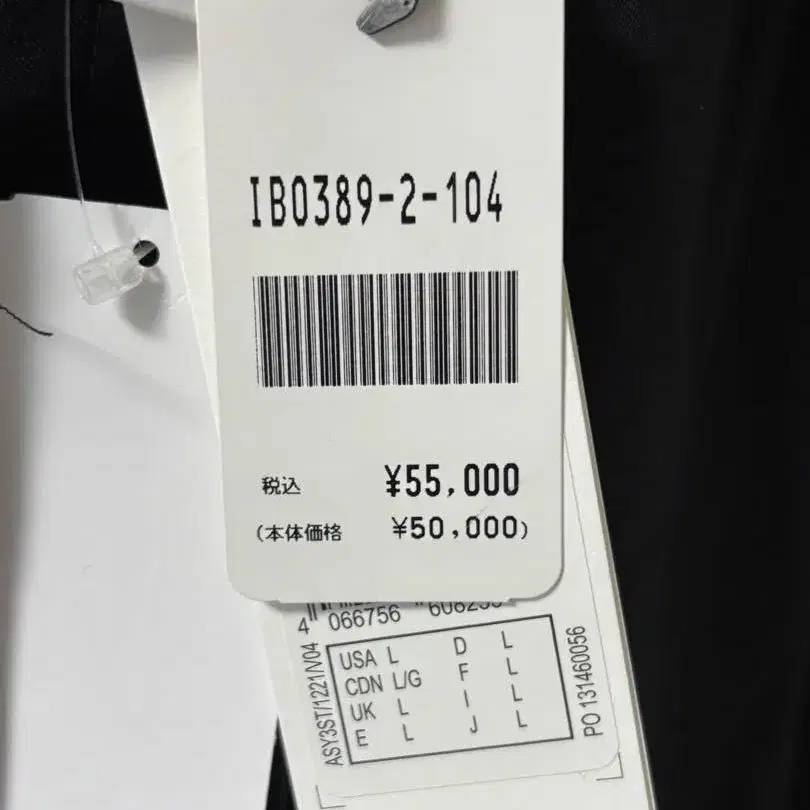 IB0389-2-104
税込 ¥55,000
(本体価格 ¥50,000)
4 066756
USA L D L
CDN L/G F L
UK L I L
E L J L
ASY3ST/1221/V04
PO 131460056